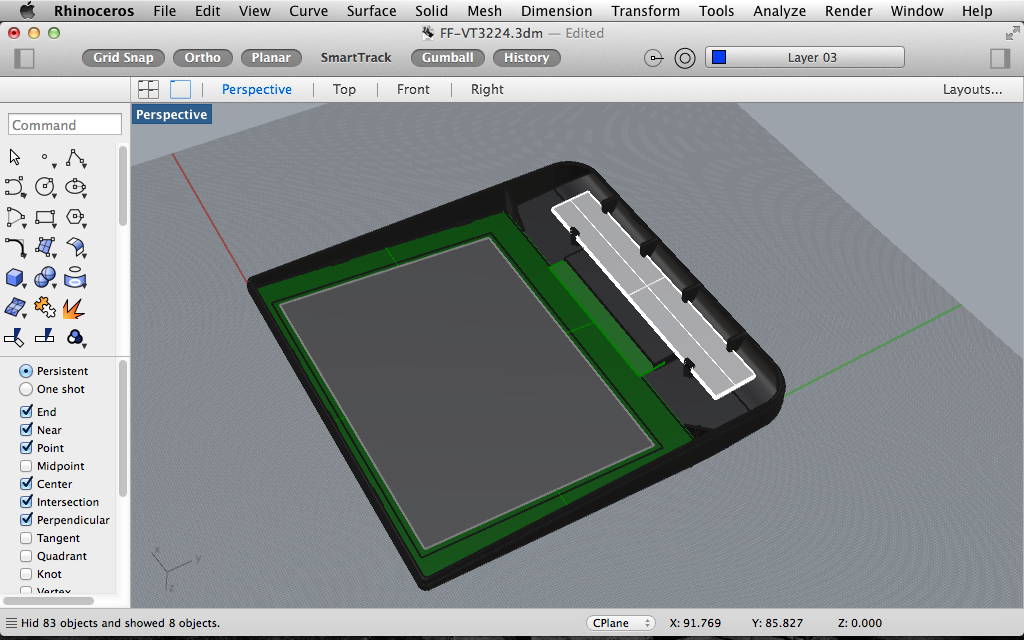 Rhinoceros File Edit View Curve Surface Solid Mesh Dimension Transform Tools Analyze Render Window Help
FF-VT3224.3dm — Edited
Grid Snap Ortho Planar SmartTrack Gumball History Layer 03
Perspective Top Front Right Layouts...
Perspective
Command
Persistent
One shot
End
Near
Point
Midpoint
Center
Intersection
Perpendicular
Tangent
Quadrant
Knot
Vertex
x
y
z
Hid 83 objects and showed 8 objects. CPlane X: 91.769 Y: 85.827 Z: 0.000